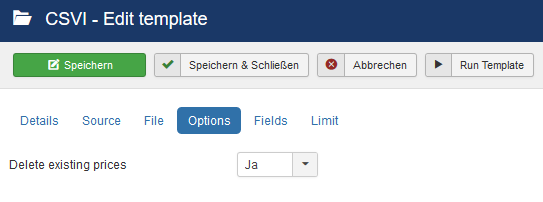 CSVI - Edit template
Speichern Speichern & Schließen Abbrechen Run Template
Details Source File Options Fields Limit
Delete existing prices Ja